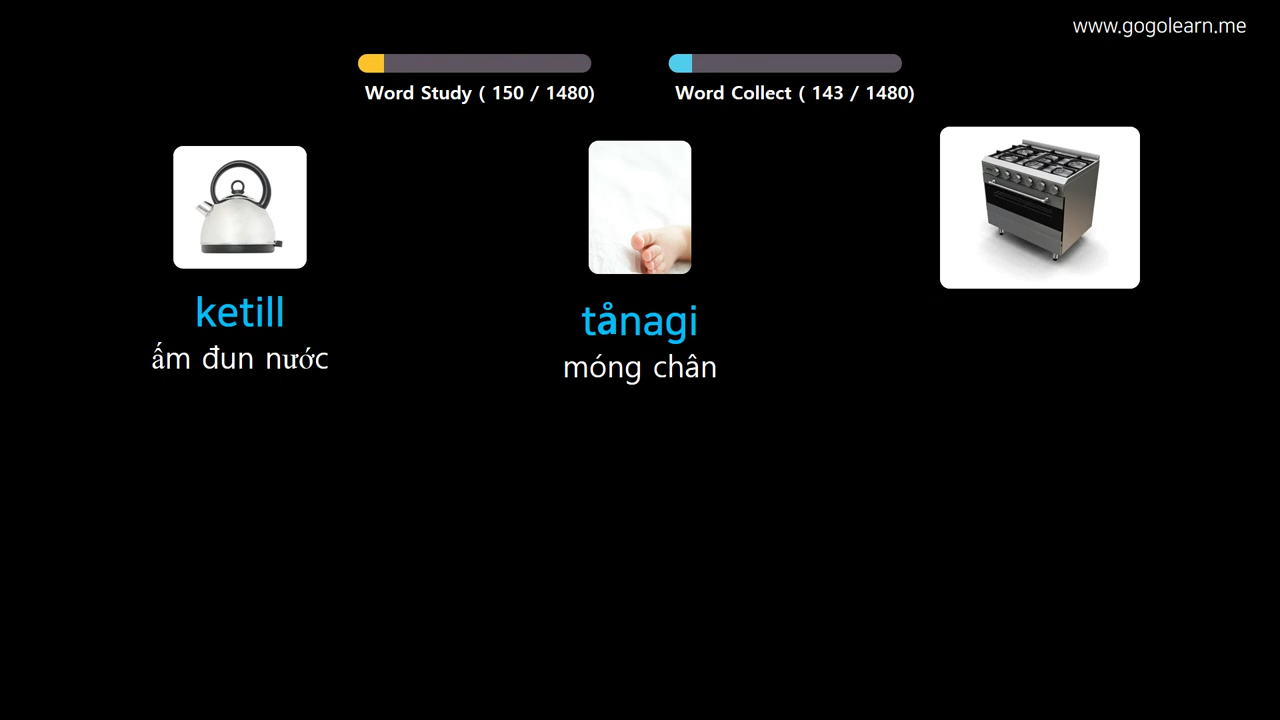 www.gogolearn.me
Word Study ( 150 / 1480)
Word Collect ( 143 / 1480)
ketill
ấm đun nước
tånagi
móng chân